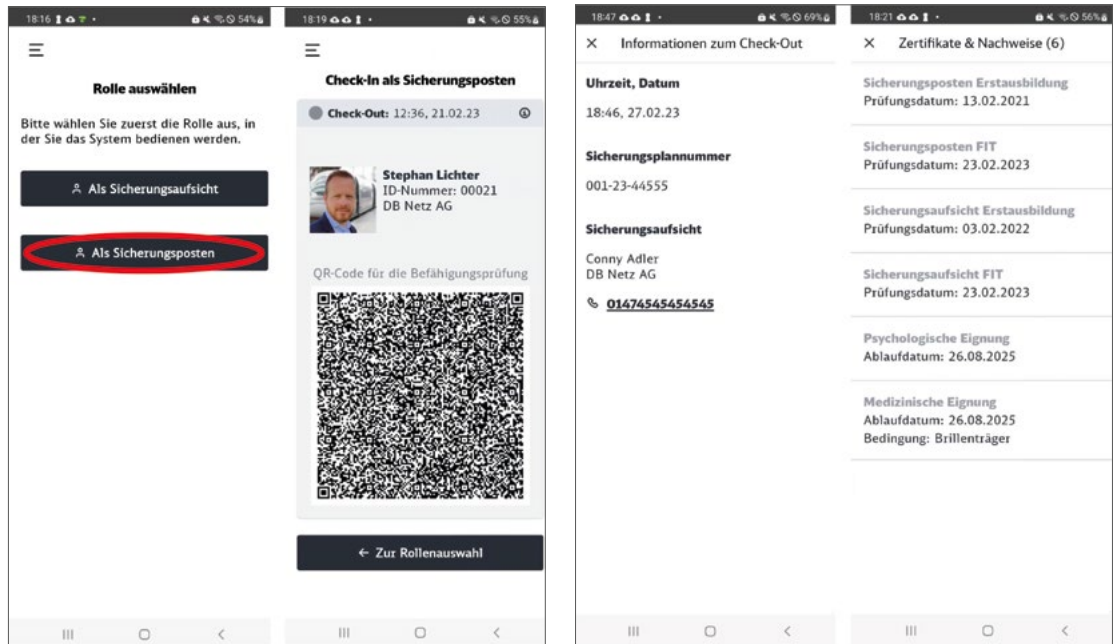 18:16
54%
Rolle auswählen
Bitte wählen Sie zuerst die Rolle aus, in
der Sie das System bedienen werden.
Als Sicherungsaufsicht
Als Sicherungsposten
18:19
55%
Check-In als Sicherungsposten
Check-Out: 12:36, 21.02.23
Stephan Lichter
ID-Nummer: 00021
DB Netz AG
QR-Code für die Befähigungsprüfung
← Zur Rollenauswahl
18:47
69%
× Informationen zum Check-Out
Uhrzeit, Datum
18:46, 27.02.23
Sicherungsplannummer
001-23-44555
Sicherungsaufsicht
Conny Adler
DB Netz AG
01474545454545
18:21
56%
× Zertifikate & Nachweise (6)
Sicherungsposten Erstausbildung
Prüfungsdatum: 13.02.2021
Sicherungsposten FIT
Prüfungsdatum: 23.02.2023
Sicherungsaufsicht Erstausbildung
Prüfungsdatum: 03.02.2022
Sicherungsaufsicht FIT
Prüfungsdatum: 23.02.2023
Psychologische Eignung
Ablaufdatum: 26.08.2025
Medizinische Eignung
Ablaufdatum: 26.08.2025
Bedingung: Brillenträger